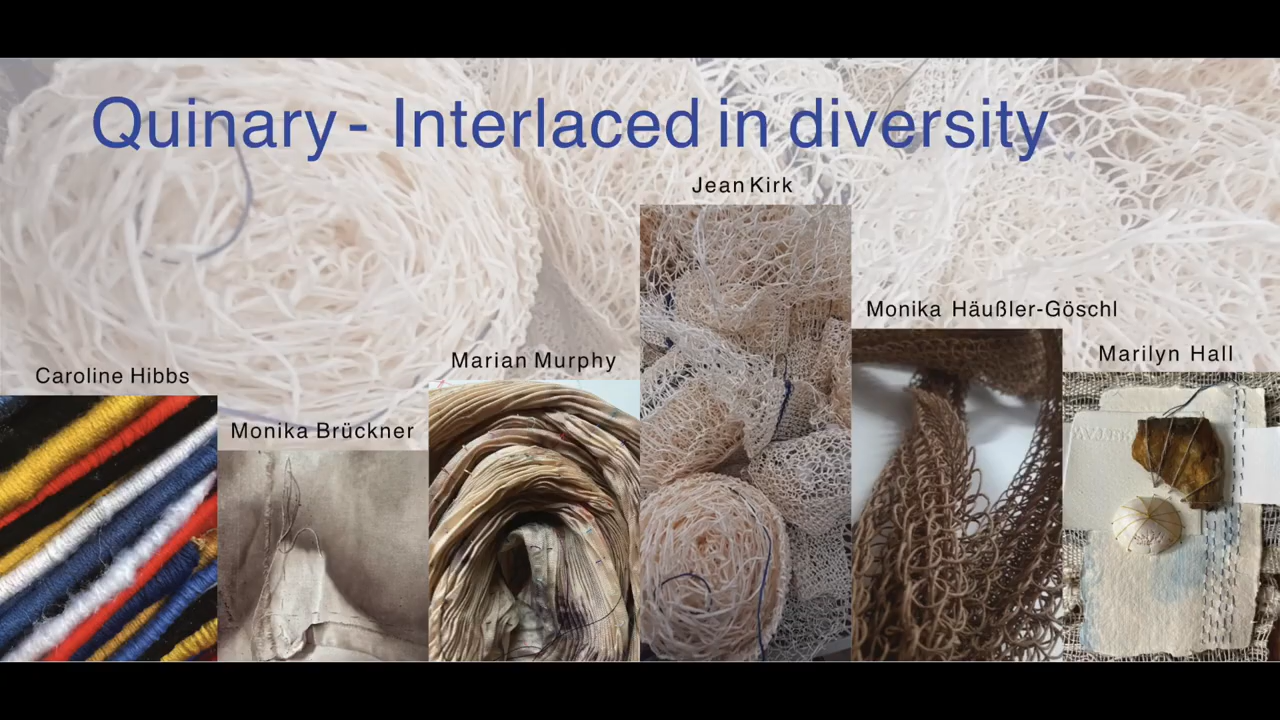 Quinary - Interlaced in diversity
Jean Kirk
Monika Häußler-Göschl
Marilyn Hall
Marian Murphy
Caroline Hibbs
Monika Brückner